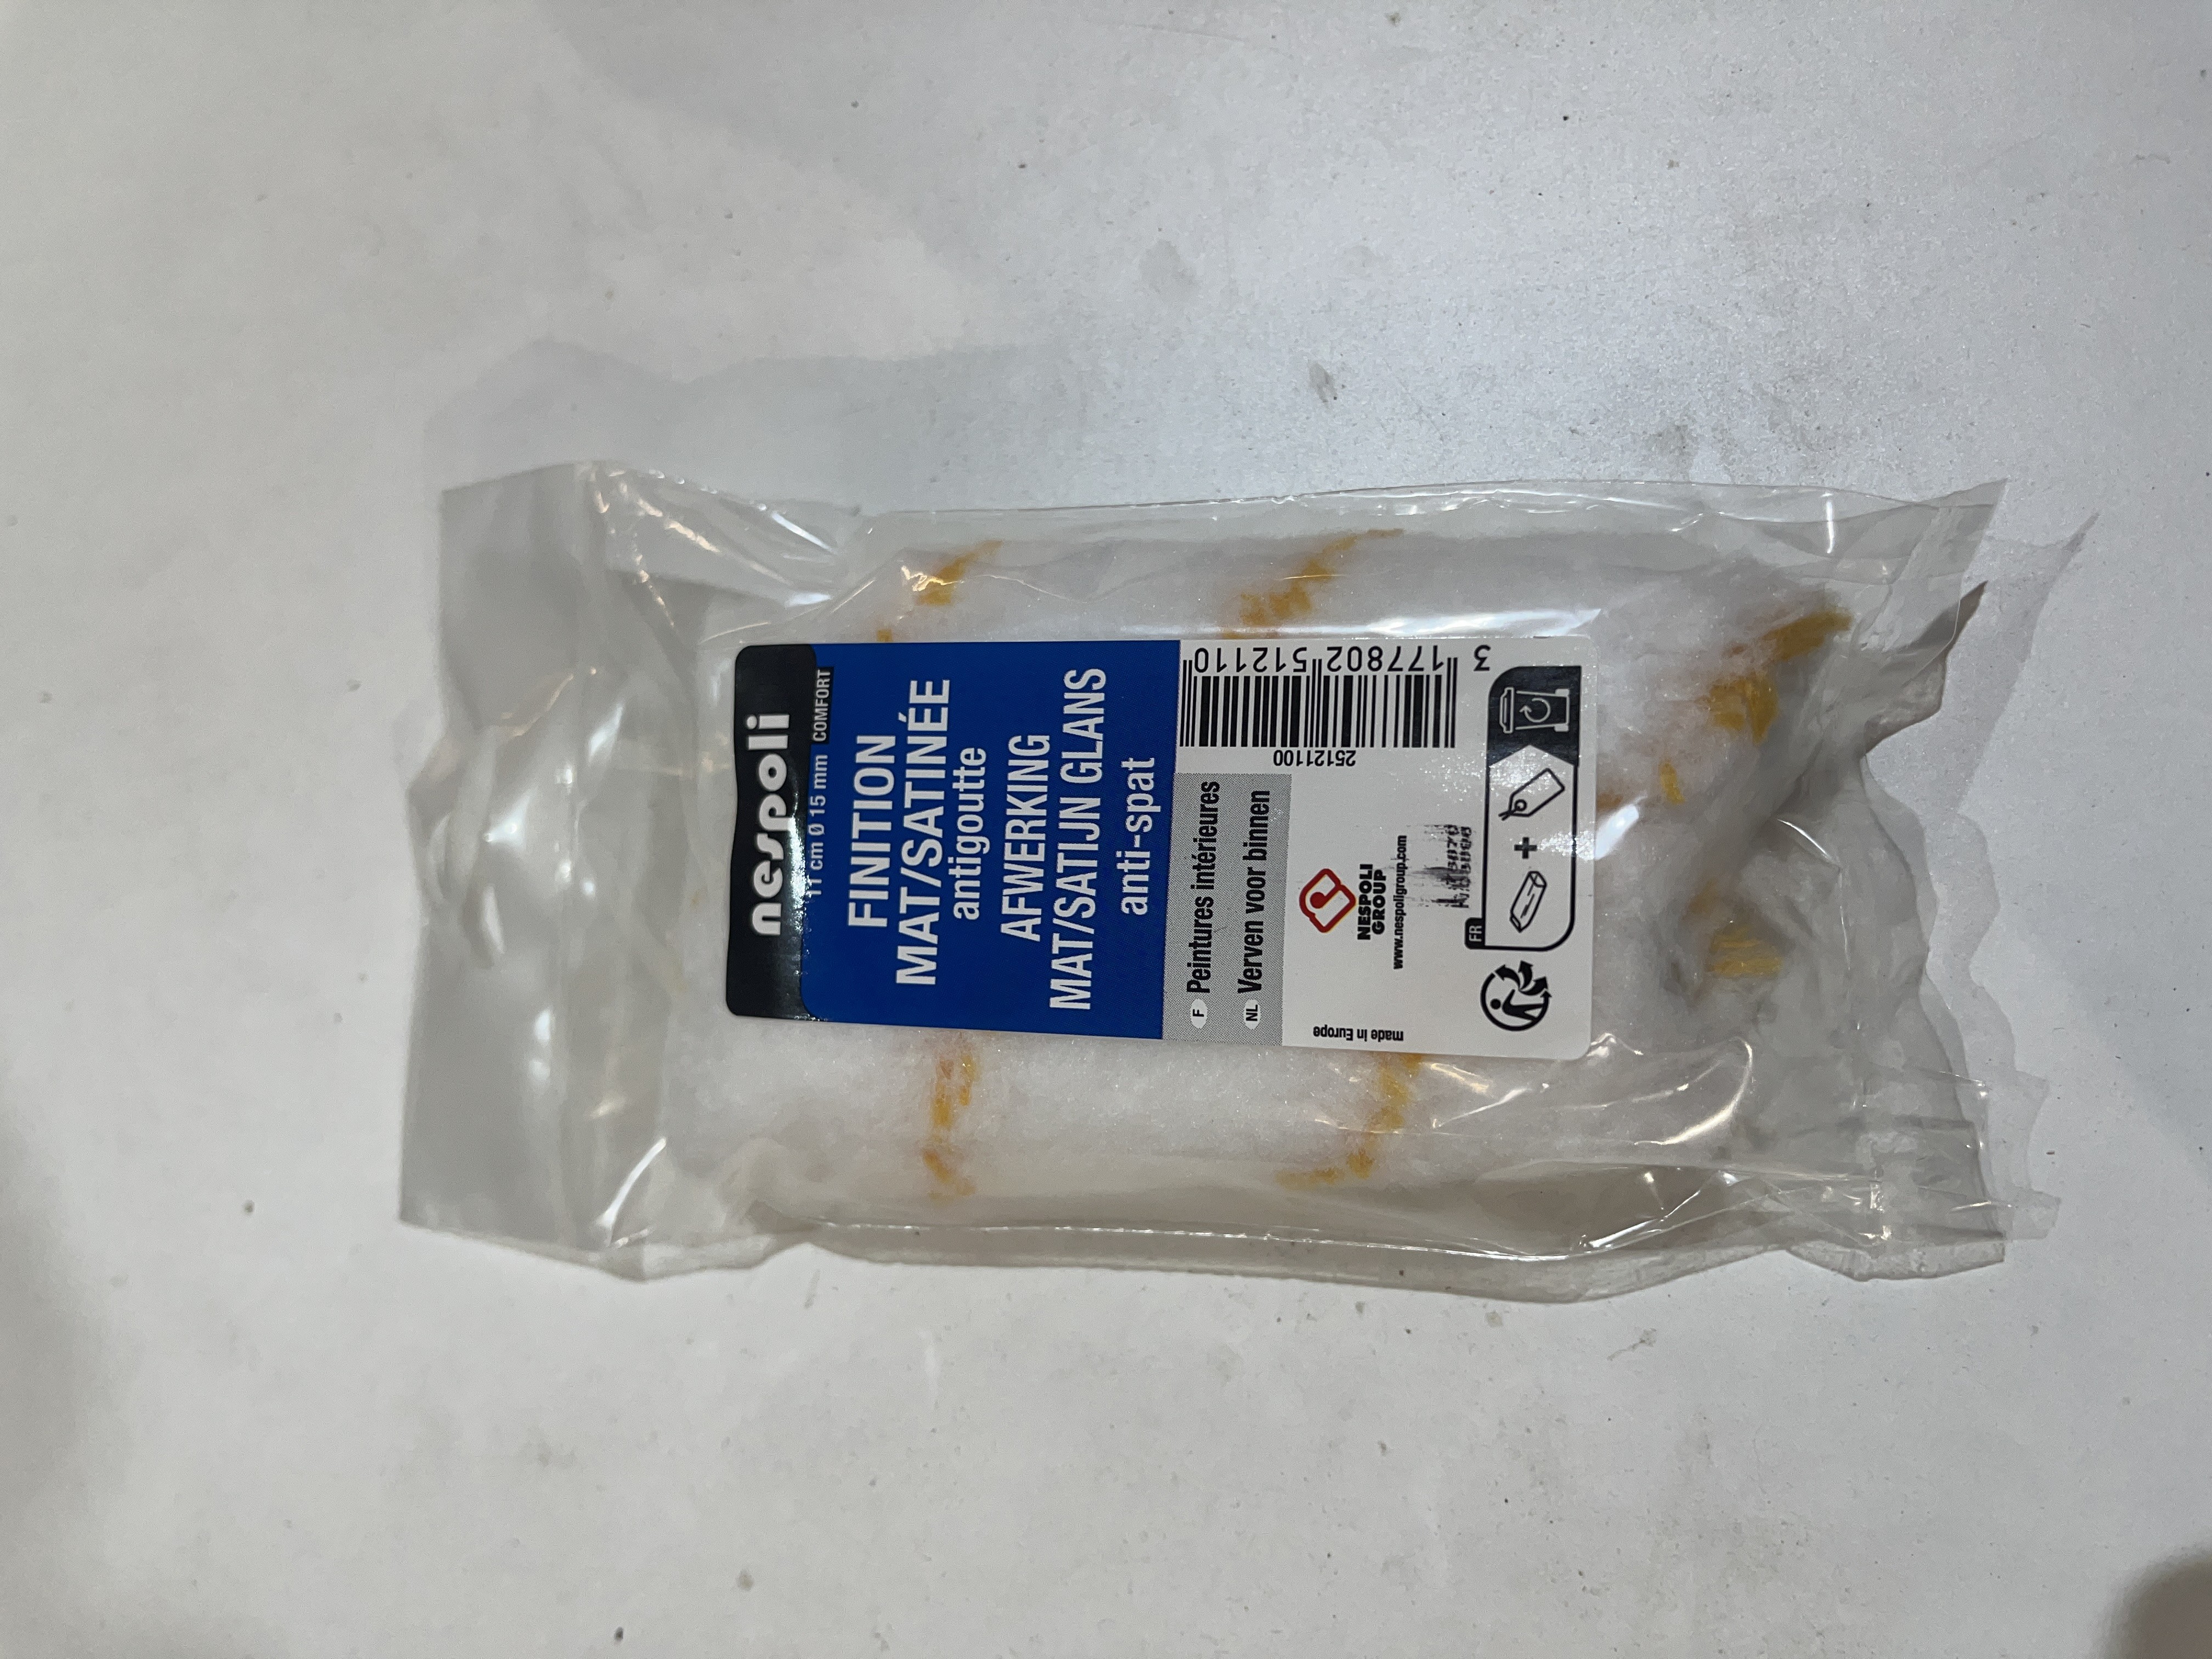 nespoli
11 cm Ø 15 mm COMFORT
FINITION
MAT/SATINÉE
antigoutte
AFWERKING
MAT/SATIJN GLANS
anti-spat
F Peintures intérieures
NL Verven voor binnen
25121100
3 177802 512110
made in Europe
NESPOLI
GROUP
www.nespoligroup.com
FR
+